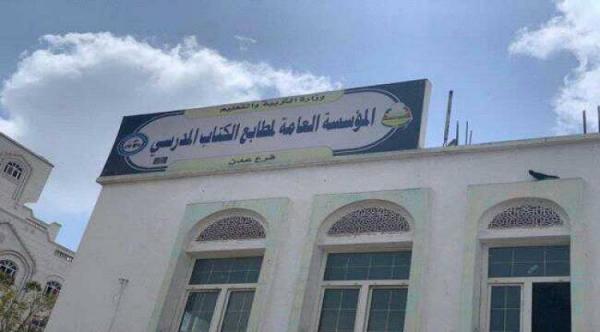 وزارة التربية والتعليم
المؤسسة العامة لمطابع الكتاب المدرسي
فرع عدن